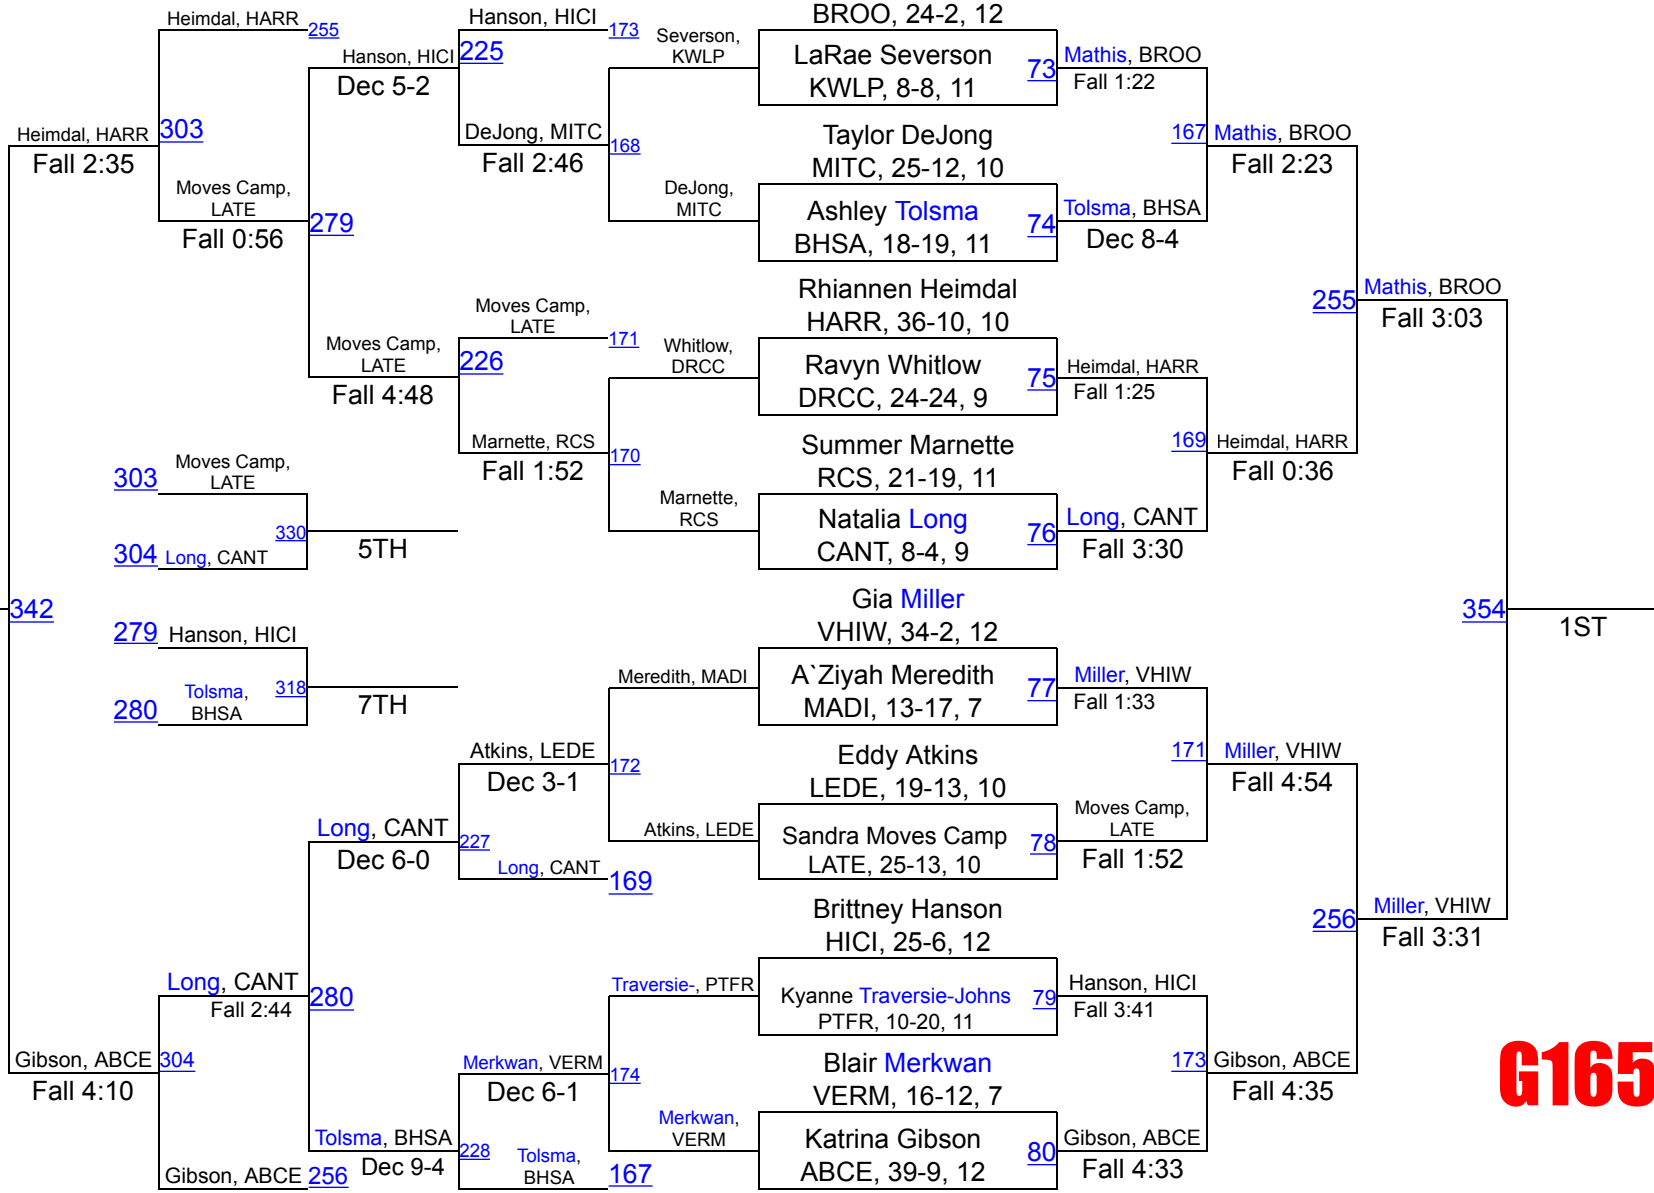 Heimdal, HARR
255
303
Heimdal, HARR
Fall 2:35
Moves Camp,
LATE
Fall 0:56
Hanson, HICI
Dec 5-2
279
Moves Camp,
LATE
Fall 4:48
Hanson, HICI
173
225
DeJong, MITC
Fall 2:46
168
Moves Camp,
LATE
171
226
Marnette, RCS
Fall 1:52
170
Severson,
KWLP
DeJong,
MITC
Whitlow,
DRCC
Marnette,
RCS
BROO, 24-2, 12
LaRae Severson
KWLP, 8-8, 11
73
Taylor DeJong
MITC, 25-12, 10
Ashley Tolsma
BHSA, 18-19, 11
74
Rhiannen Heimdal
HARR, 36-10, 10
Ravyn Whitlow
DRCC, 24-24, 9
75
Summer Marnette
RCS, 21-19, 11
Natalia Long
CANT, 8-4, 9
76
Mathis, BROO
Fall 1:22
167
Tolsma, BHSA
Dec 8-4
Mathis, BROO
Fall 2:23
Heimdal, HARR
Fall 1:25
169
Long, CANT
Fall 3:30
Heimdal, HARR
Fall 0:36
255
Mathis, BROO
Fall 3:03
303
Moves Camp,
LATE
330
304
Long, CANT
5TH
342
279
Hanson, HICI
318
280
Tolsma,
BHSA
7TH
354
1ST
Gia Miller
VHIW, 34-2, 12
A`Ziyah Meredith
MADI, 13-17, 7
77
Eddy Atkins
LEDE, 19-13, 10
Sandra Moves Camp
LATE, 25-13, 10
78
Brittney Hanson
HICI, 25-6, 12
Kyanne Traversie-Johns
PTFR, 10-20, 11
79
Blair Merkwan
VERM, 16-12, 7
Katrina Gibson
ABCE, 39-9, 12
80
Meredith, MADI
Atkins, LEDE
Traversie-, PTFR
Merkwan,
VERM
Atkins, LEDE
Dec 3-1
172
227
Long, CANT
169
Long, CANT
Dec 6-0
Merkwan, VERM
Dec 6-1
174
228
Tolsma,
BHSA
167
Tolsma, BHSA
Dec 9-4
280
Long, CANT
Fall 2:44
304
Gibson, ABCE
256
Gibson, ABCE
Fall 4:10
Miller, VHIW
Fall 1:33
171
Moves Camp,
LATE
Fall 1:52
Miller, VHIW
Fall 4:54
Hanson, HICI
Fall 3:41
173
Gibson, ABCE
Fall 4:33
Gibson, ABCE
Fall 4:35
256
Miller, VHIW
Fall 3:31
G165